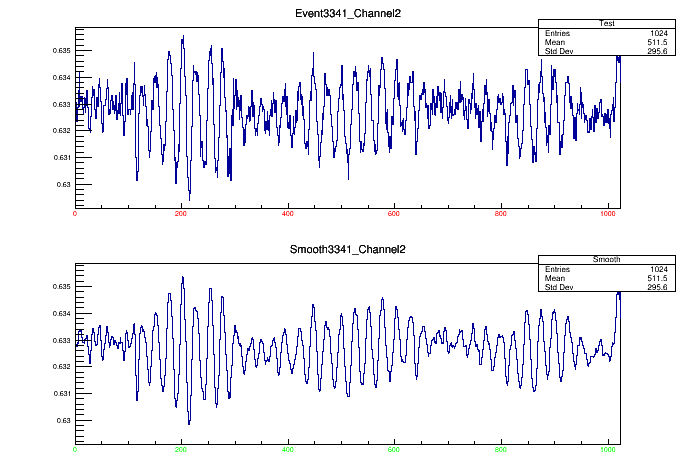 Event3341_Channel2
Test
Entries 1024
Mean 511.5
Std Dev 295.6
0.635
0.634
0.633
0.632
0.631
0.63
0 200 400 600 800 1000
Smooth3341_Channel2
Smooth
Entries 1024
Mean 511.5
Std Dev 295.6
0.635
0.634
0.633
0.632
0.631
0.63
0 200 400 600 800 1000